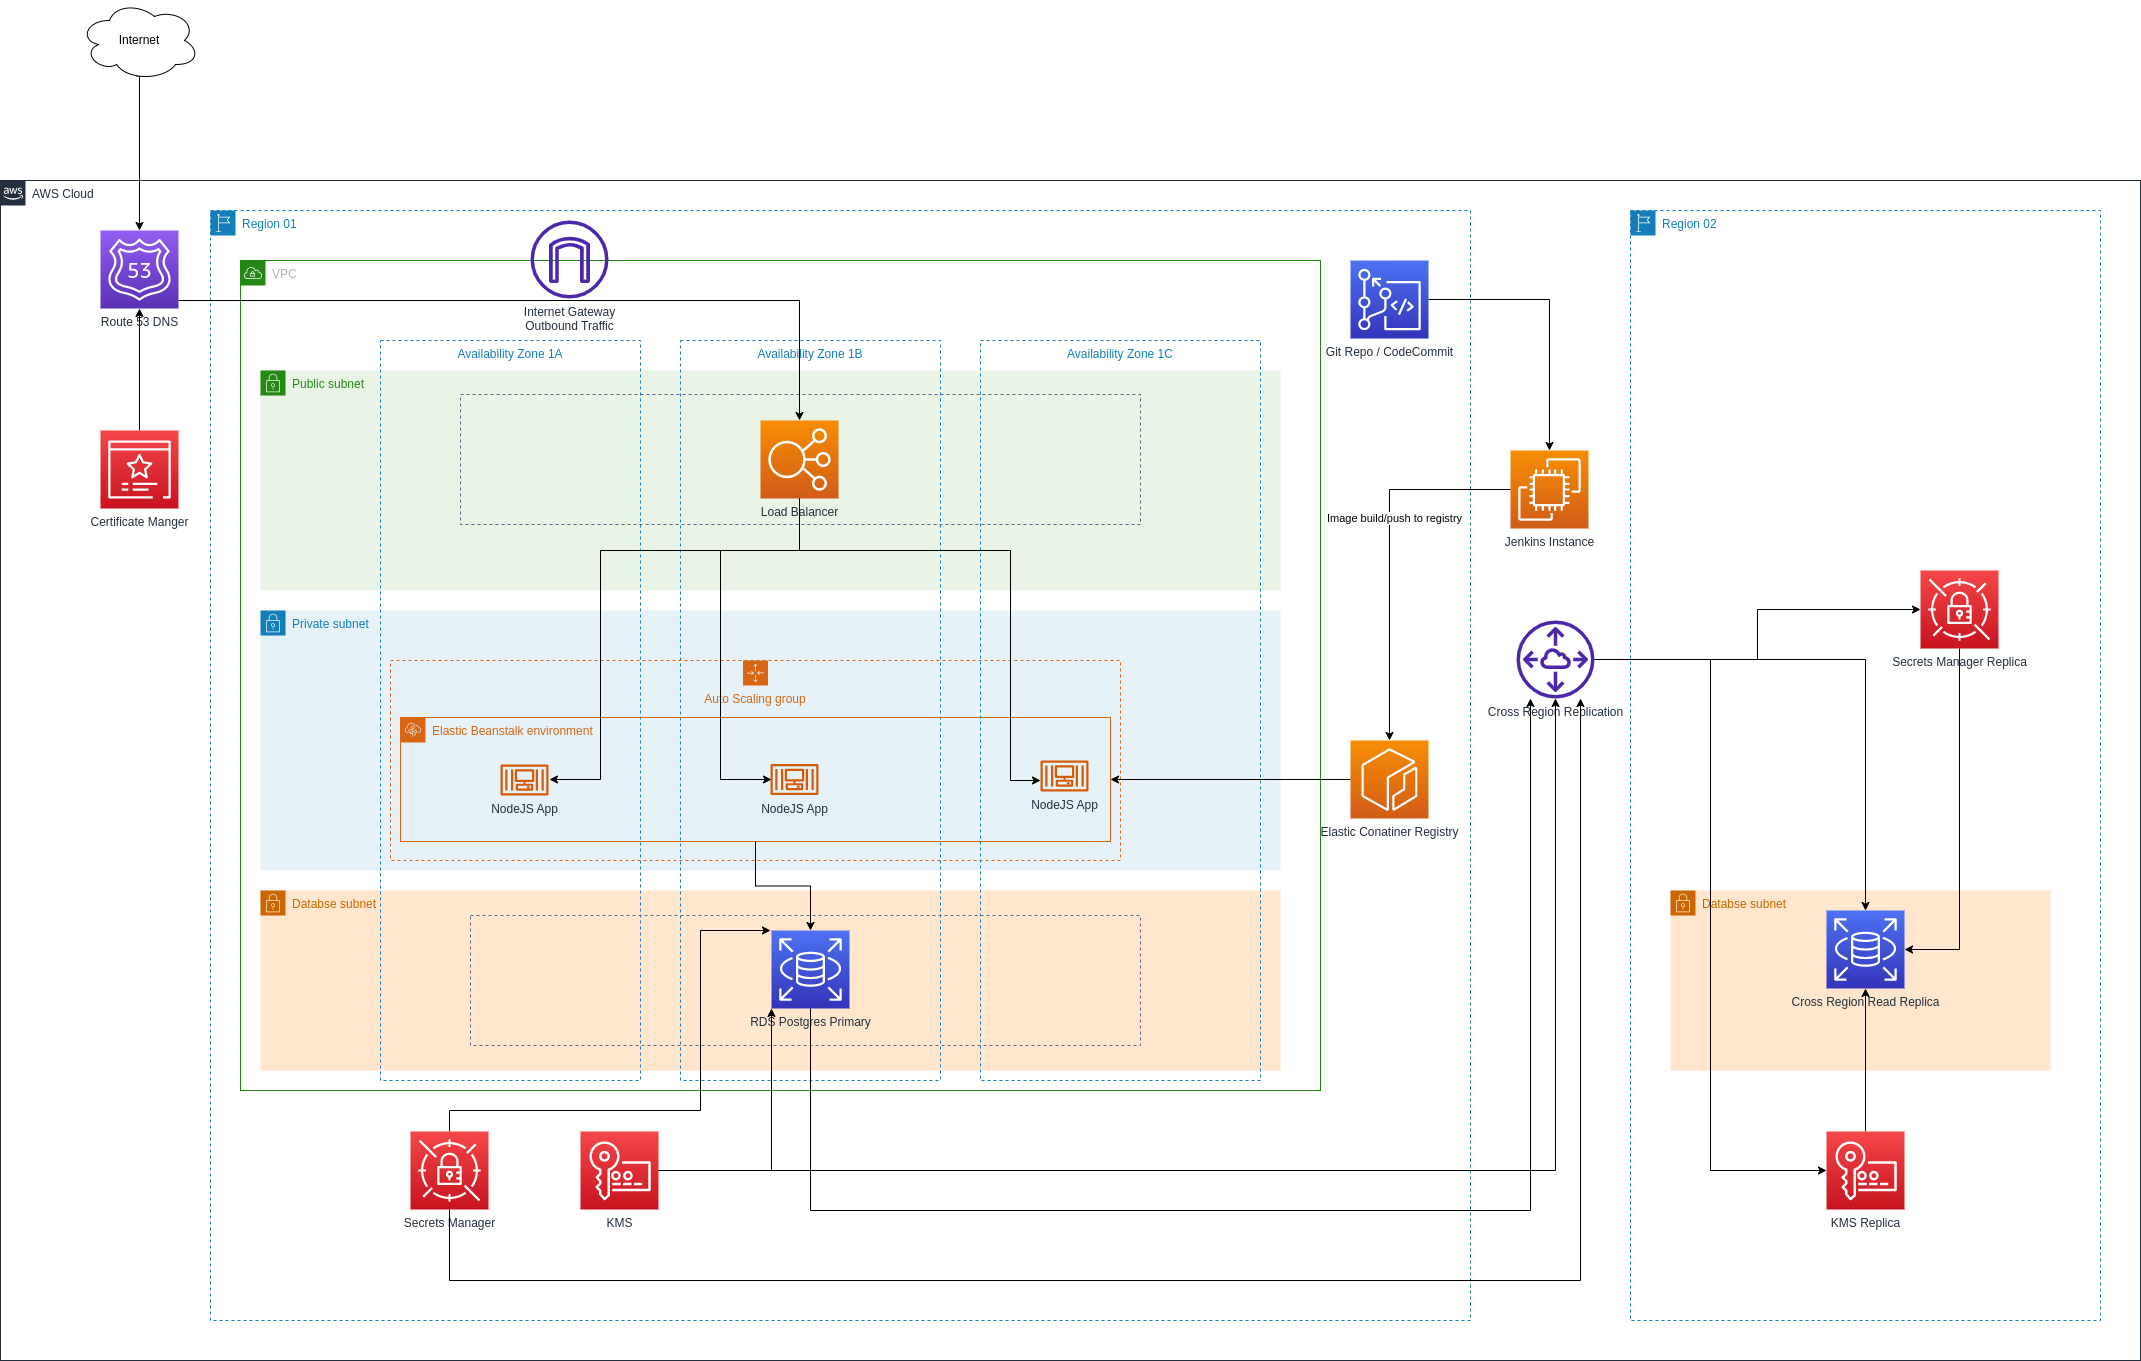 Internet
aws
AWS Cloud
Region 01
Region 02
53
Route 53 DNS
VPC
Internet Gateway
Outbound Traffic
Git Repo / CodeCommit
Availability Zone 1A
Availability Zone 1B
Availability Zone 1C
Public subnet
Load Balancer
Certificate Manger
Image build/push to registry
Jenkins Instance
Private subnet
Auto Scaling group
Elastic Beanstalk environment
NodeJS App
NodeJS App
NodeJS App
Secrets Manager Replica
Cross Region Replication
Elastic Conatiner Registry
Databse subnet
Databse subnet
RDS Postgres Primary
Cross Region Read Replica
Secrets Manager
KMS
KMS Replica